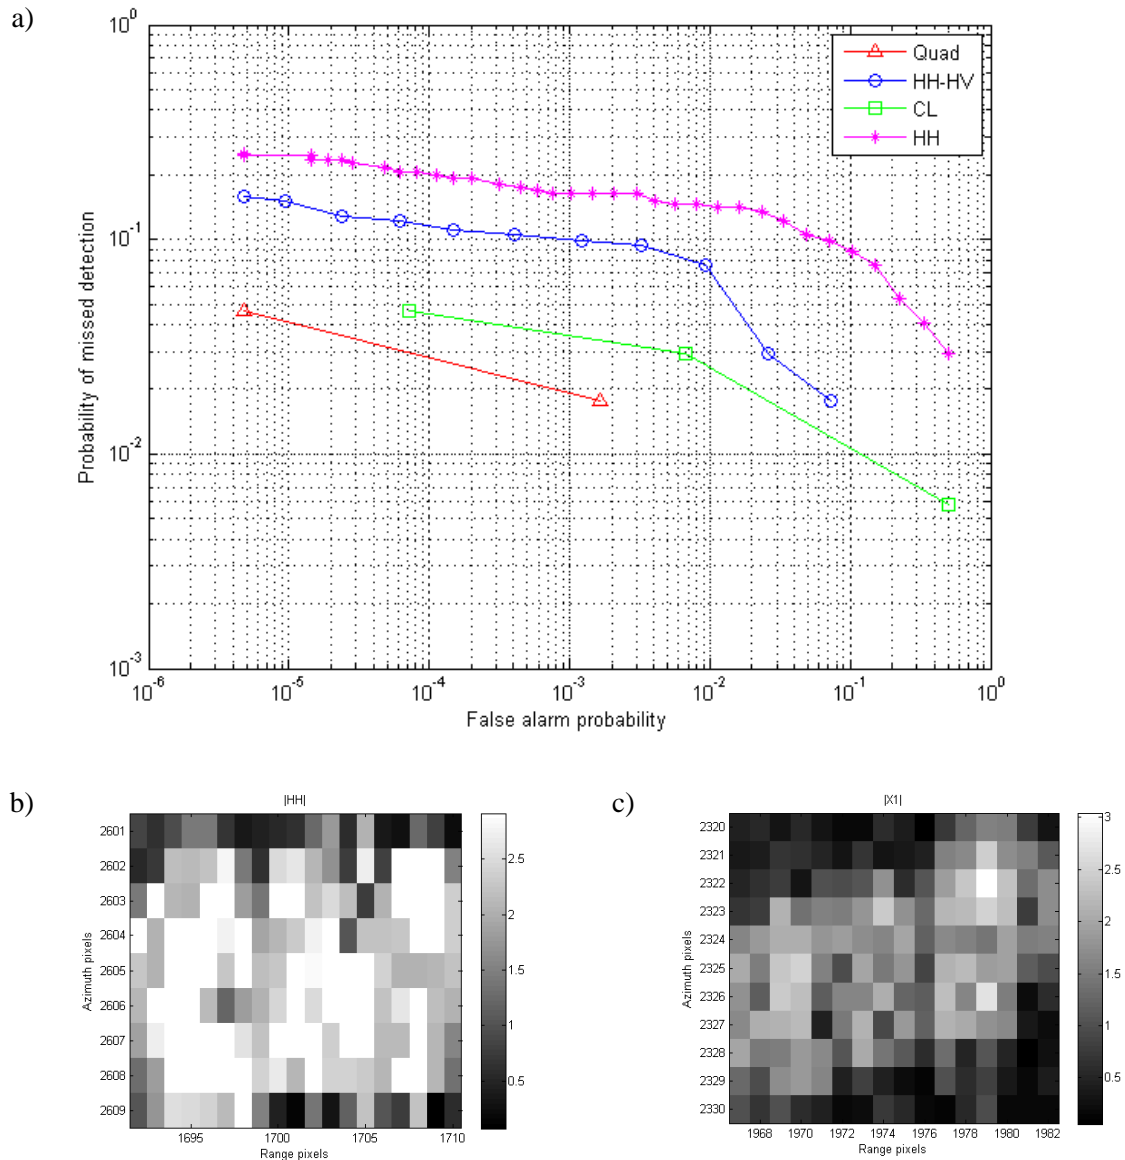 a)
10^0
10^-1
10^-2
10^-3
Probability of missed detection
10^-6 10^-5 10^-4 10^-3 10^-2 10^-1 10^0
False alarm probability
Quad
HH-HV
CL
HH
b)
|HH|
2601
2602
2603
2604
2605
2606
2607
2608
2609
Azimuth pixels
1695 1700 1705 1710
Range pixels
2.5
2
1.5
1
0.5
c)
|X1|
2320
2321
2322
2323
2324
2325
2326
2327
2328
2329
2330
Azimuth pixels
1968 1970 1972 1974 1976 1978 1980 1982
Range pixels
3
2.5
2
1.5
1
0.5